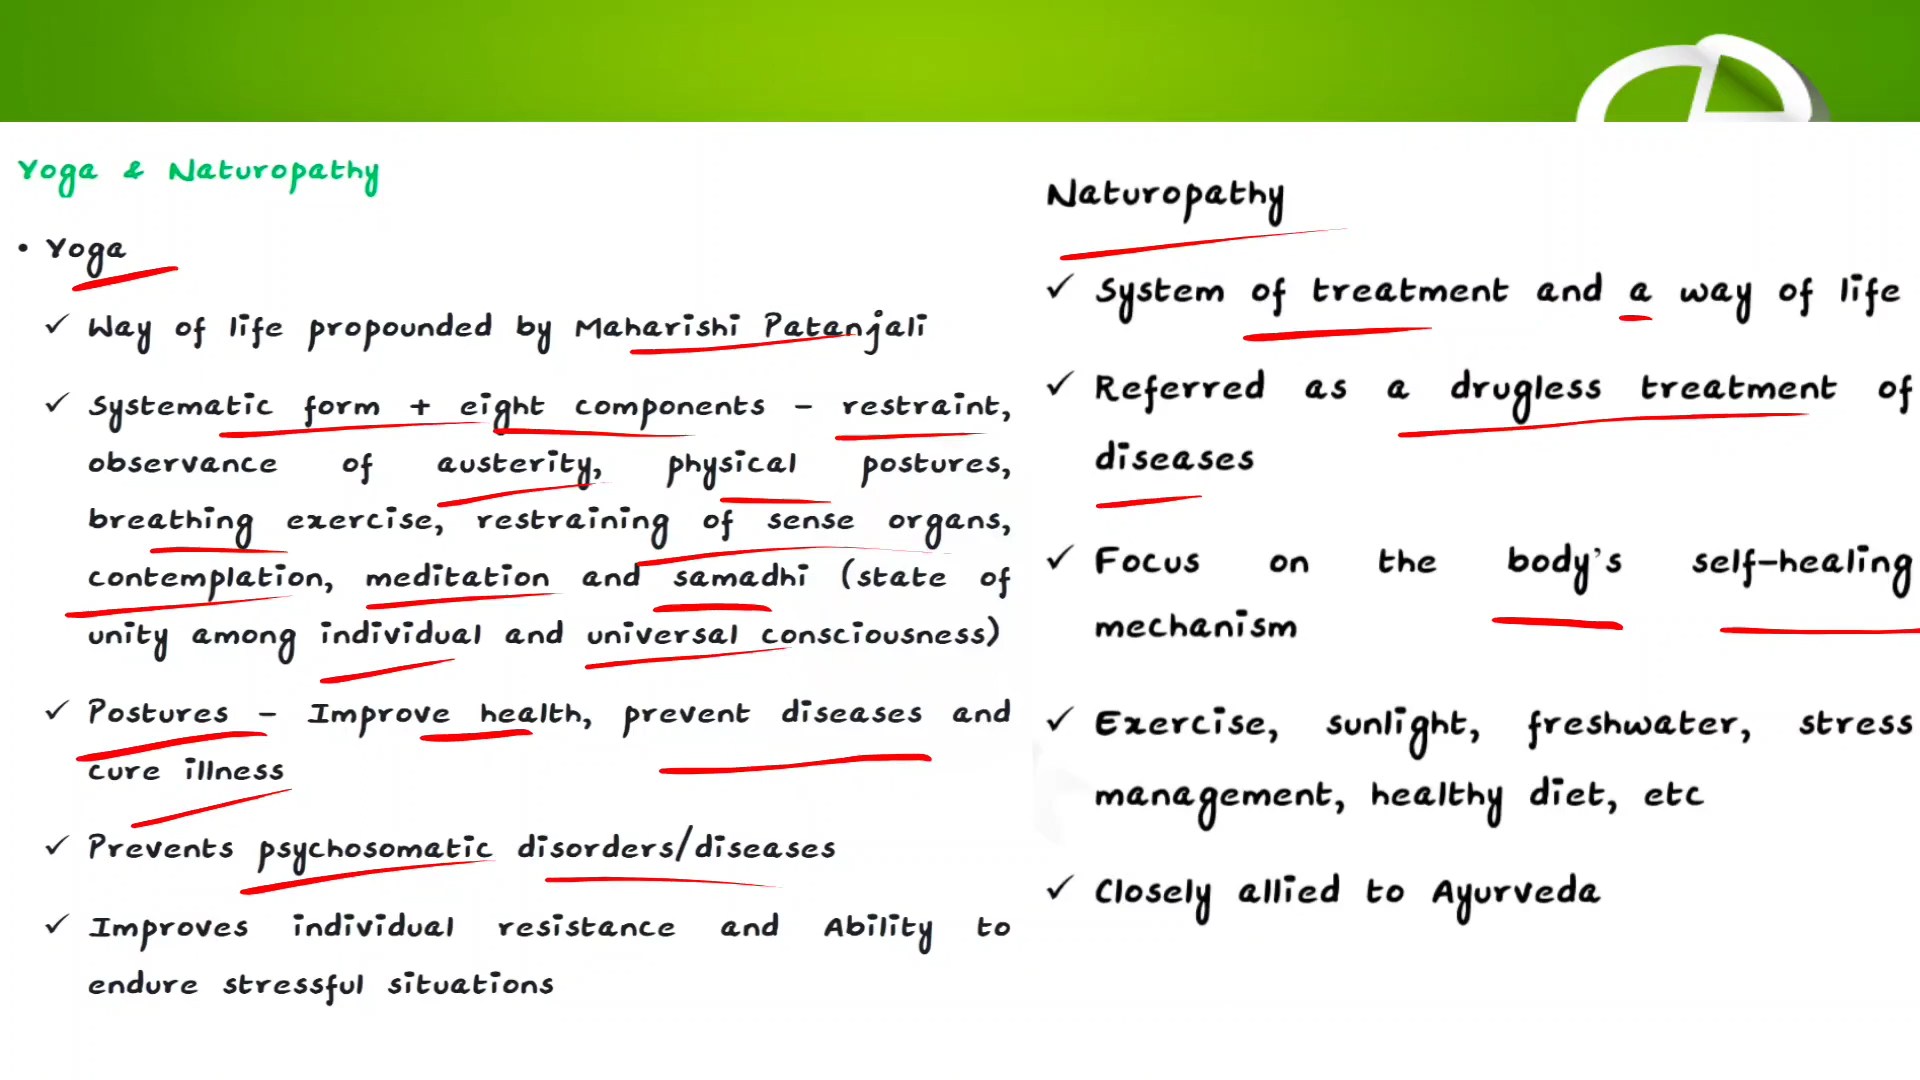 Yoga & Naturopathy
• Yoga
✓ Way of life propounded by Maharishi Patanjali
✓ Systematic form + eight components – restraint,
observance of austerity, physical postures,
breathing exercise, restraining of sense organs,
contemplation, meditation and samadhi (state of
unity among individual and universal consciousness)
✓ Postures – Improve health, prevent diseases and
cure illness
✓ Prevents psychosomatic disorders/diseases
✓ Improves individual resistance and Ability to
endure stressful situations
Naturopathy
✓ System of treatment and a way of life
✓ Referred as a drugless treatment of
diseases
✓ Focus on the body's self-healing
mechanism
✓ Exercise, sunlight, freshwater, stress
management, healthy diet, etc
✓ Closely allied to Ayurveda